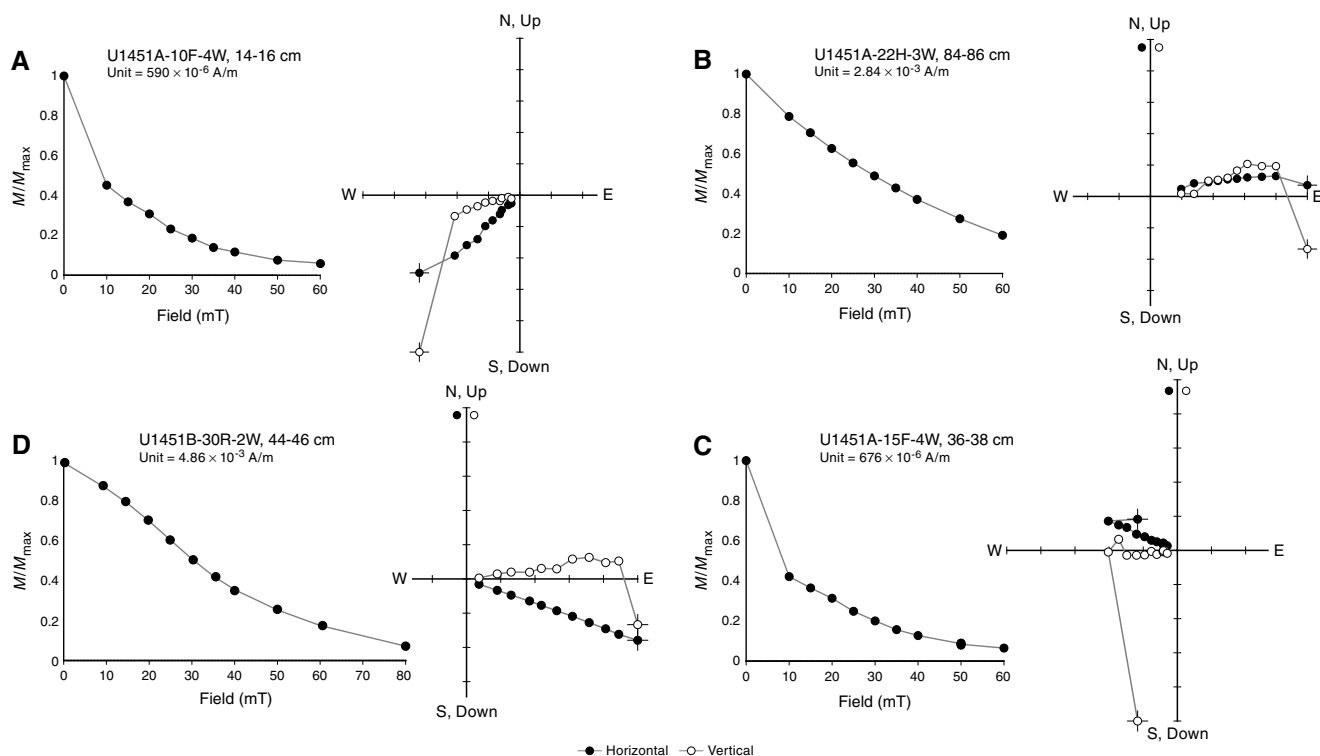 A
U1451A-10F-4W, 14-16 cm
Unit = 590 × 10⁻⁶ A/m
1
0.8
0.6
0.4
0.2
0
M/Mmax
0 10 20 30 40 50 60
Field (mT)
N, Up
W
E
S, Down
B
U1451A-22H-3W, 84-86 cm
Unit = 2.84 × 10⁻³ A/m
1
0.8
0.6
0.4
0.2
0
M/Mmax
0 10 20 30 40 50 60
Field (mT)
N, Up
W
E
S, Down
D
U1451B-30R-2W, 44-46 cm
Unit = 4.86 × 10⁻³ A/m
1
0.8
0.6
0.4
0.2
0
M/Mmax
0 10 20 30 40 50 60 70 80
Field (mT)
N, Up
W
E
S, Down
C
U1451A-15F-4W, 36-38 cm
Unit = 676 × 10⁻⁶ A/m
1
0.8
0.6
0.4
0.2
0
M/Mmax
0 10 20 30 40 50 60
Field (mT)
N, Up
W
E
S, Down
Horizontal Vertical